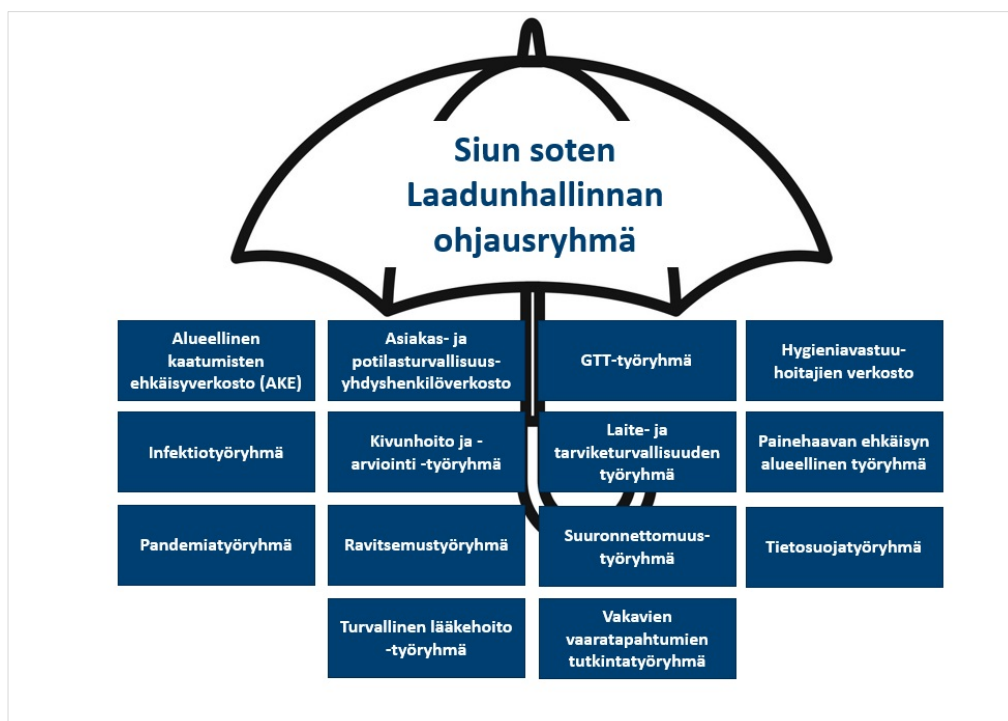 Siun soten
Laadunhallinnan
ohjausryhmä
Alueellinen
kaatumisten
ehkäisyverkosto (AKE)
Asiakas- ja
potilasturvallisuus-
yhdyshenkilöverkosto
GTT-työryhmä
Hygieniavastuu-
hoitajien verkosto
Infektiotyöryhmä
Kivunhoito ja -
arviointi -työryhmä
Laite- ja
tarviketurvallisuuden
työryhmä
Painehaavan ehkäisyn
alueellinen työryhmä
Pandemiatyöryhmä
Ravitsemustyöryhmä
Suuronnettomuus-
työryhmä
Tietosuojatyöryhmä
Turvallinen lääkehoito
-työryhmä
Vakavien
vaaratapahtumien
tutkintatyöryhmä